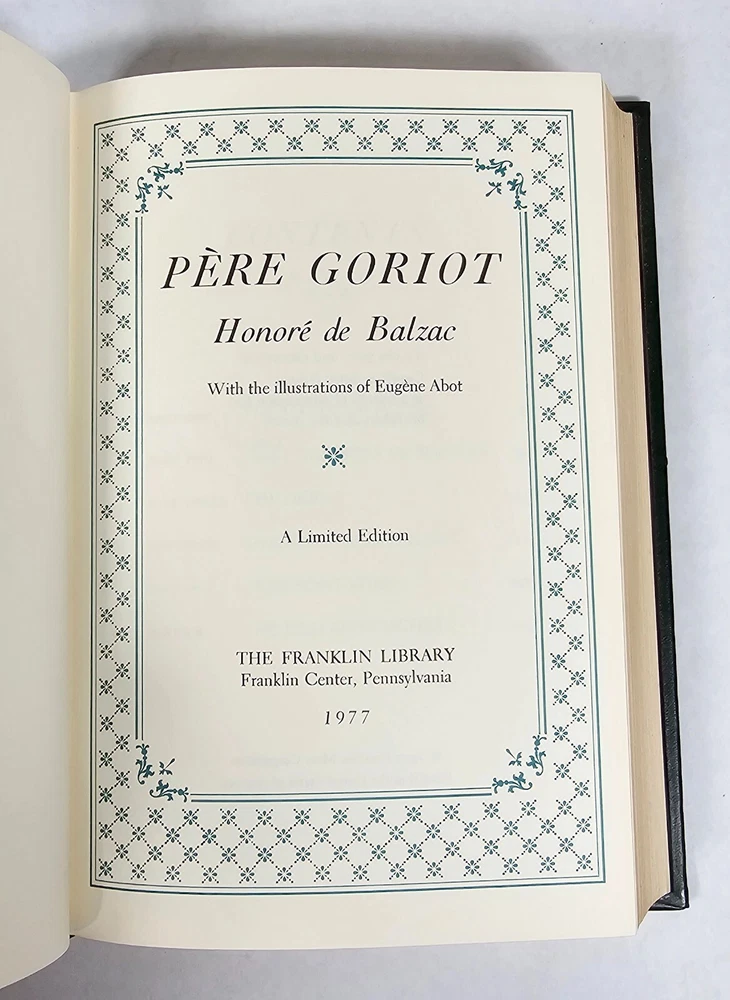 PÈRE GORIOT
Honoré de Balzac
With the illustrations of Eugène Abot
A Limited Edition
THE FRANKLIN LIBRARY
Franklin Center, Pennsylvania
1977